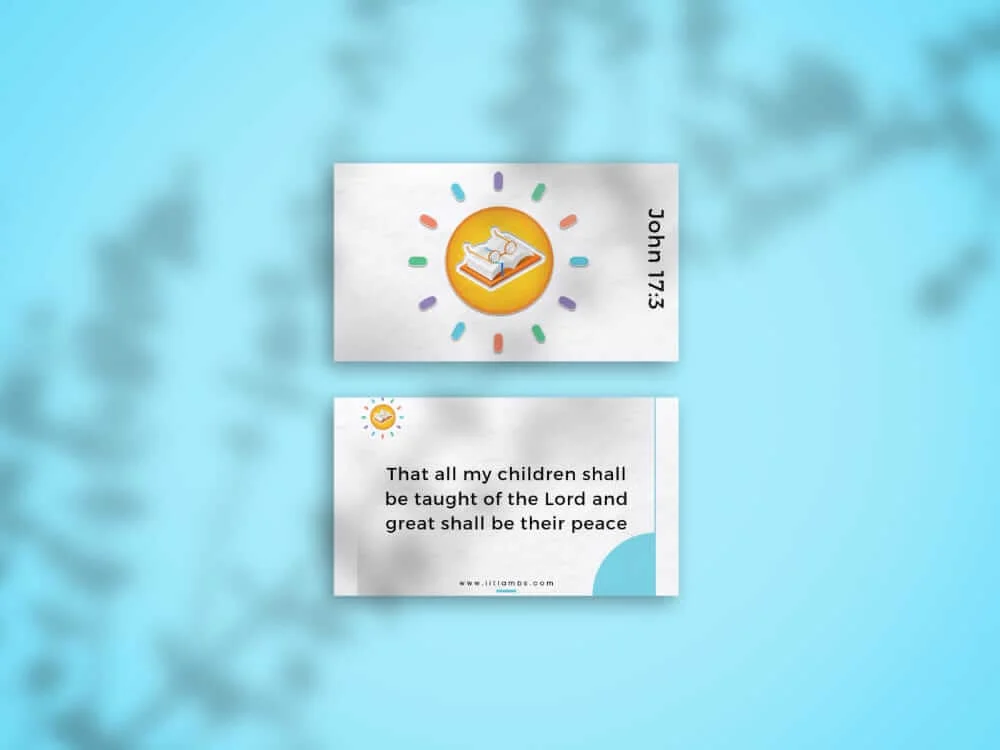 John 17:3
That all my children shall
be taught of the Lord and
great shall be their peace
www.litlambs.com